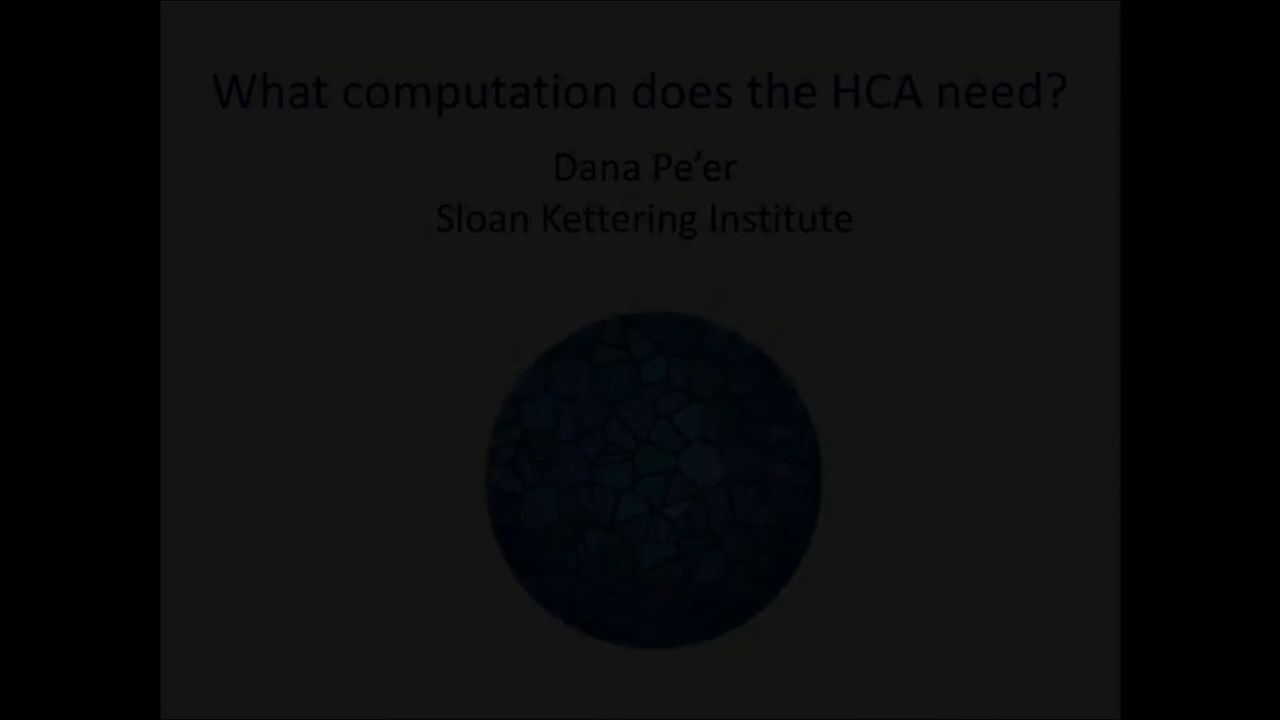 What computation does the HCA need?
Dana Pe’er
Sloan Kettering Institute